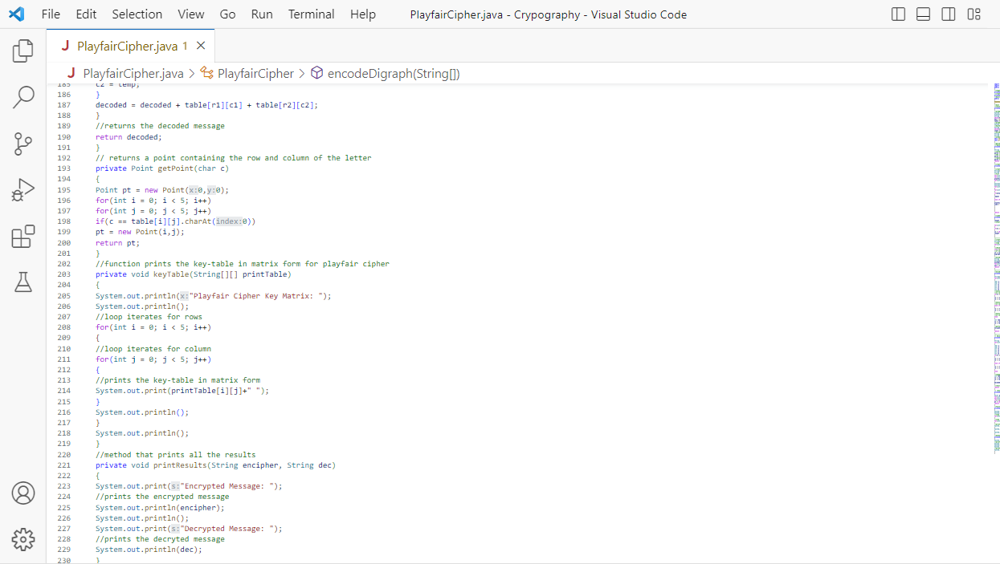 File Edit Selection View Go Run Terminal Help PlayfairCipher.java - Crypography - Visual Studio Code
J PlayfairCipher.java 1 ×
J PlayfairCipher.java > PlayfairCipher > encodeDigraph(String[])
185 c2 = temp;
186 }
187 decoded = decoded + table[r1][c1] + table[r2][c2];
188 }
189 //returns the decoded message
190 return decoded;
191 }
192 // returns a point containing the row and column of the letter
193 private Point getPoint(char c)
194 {
195 Point pt = new Point(x:0,y:0);
196 for(int i = 0; i < 5; i++)
197 for(int j = 0; j < 5; j++)
198 if(c == table[i][j].charAt(index:0))
199 pt = new Point(i,j);
200 return pt;
201 }
202 //function prints the key-table in matrix form for playfair cipher
203 private void keyTable(String[][] printTable)
204 {
205 System.out.println(x:"Playfair Cipher Key Matrix: ");
206 System.out.println();
207 //loop iterates for rows
208 for(int i = 0; i < 5; i++)
209 {
210 //loop iterates for column
211 for(int j = 0; j < 5; j++)
212 {
213 //prints the key-table in matrix form
214 System.out.print(printTable[i][j]+" ");
215 }
216 System.out.println();
217 }
218 System.out.println();
219 }
220 //method that prints all the results
221 private void printResults(String encipher, String dec)
222 {
223 System.out.print(s:"Encrypted Message: ");
224 //prints the encrypted message
225 System.out.println(encipher);
226 System.out.println();
227 System.out.print(s:"Decrypted Message: ");
228 //prints the decryted message
229 System.out.println(dec);
230 }